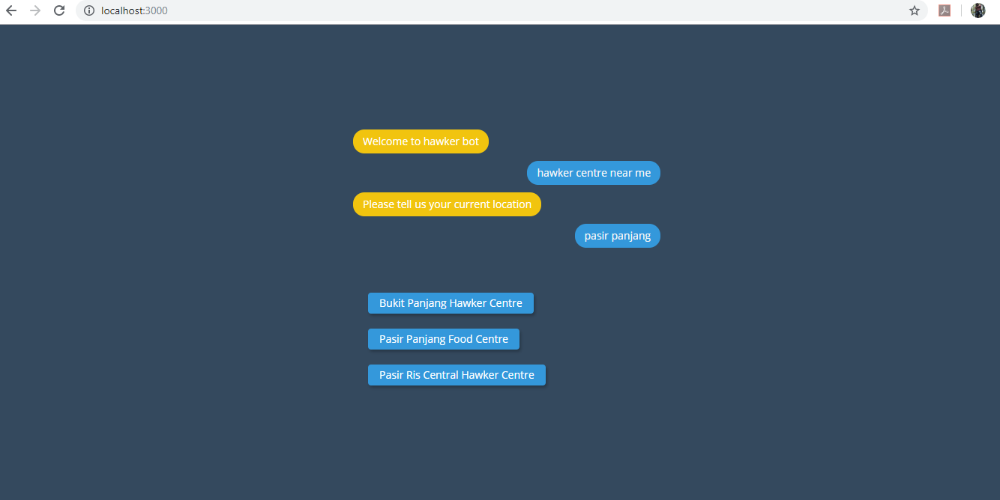 localhost:3000
Welcome to hawker bot
hawker centre near me
Please tell us your current location
pasir panjang
Bukit Panjang Hawker Centre
Pasir Panjang Food Centre
Pasir Ris Central Hawker Centre